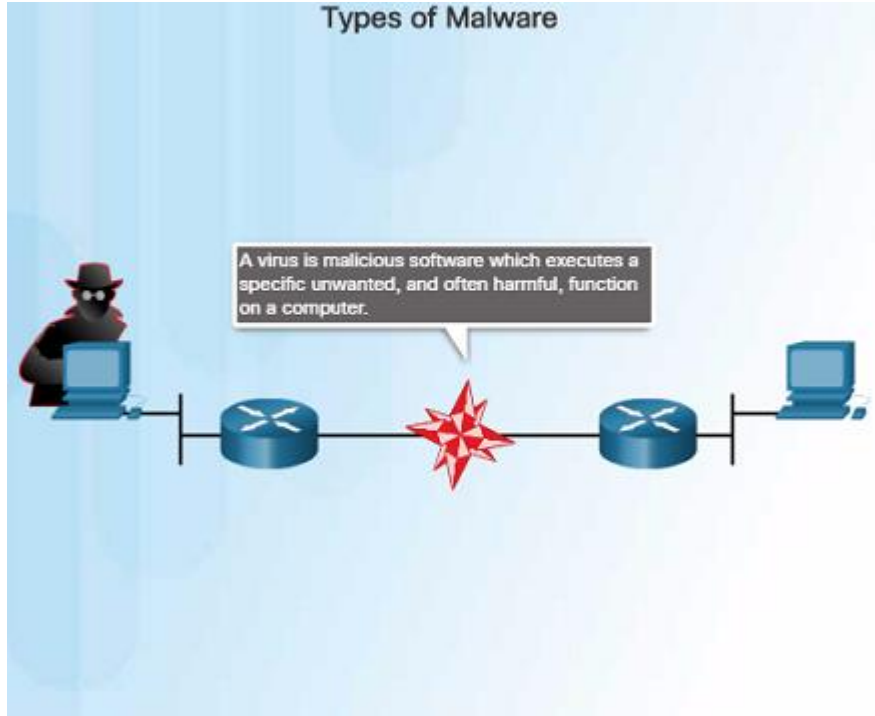 Types of Malware
A virus is malicious software which executes a
specific unwanted, and often harmful, function
on a computer.